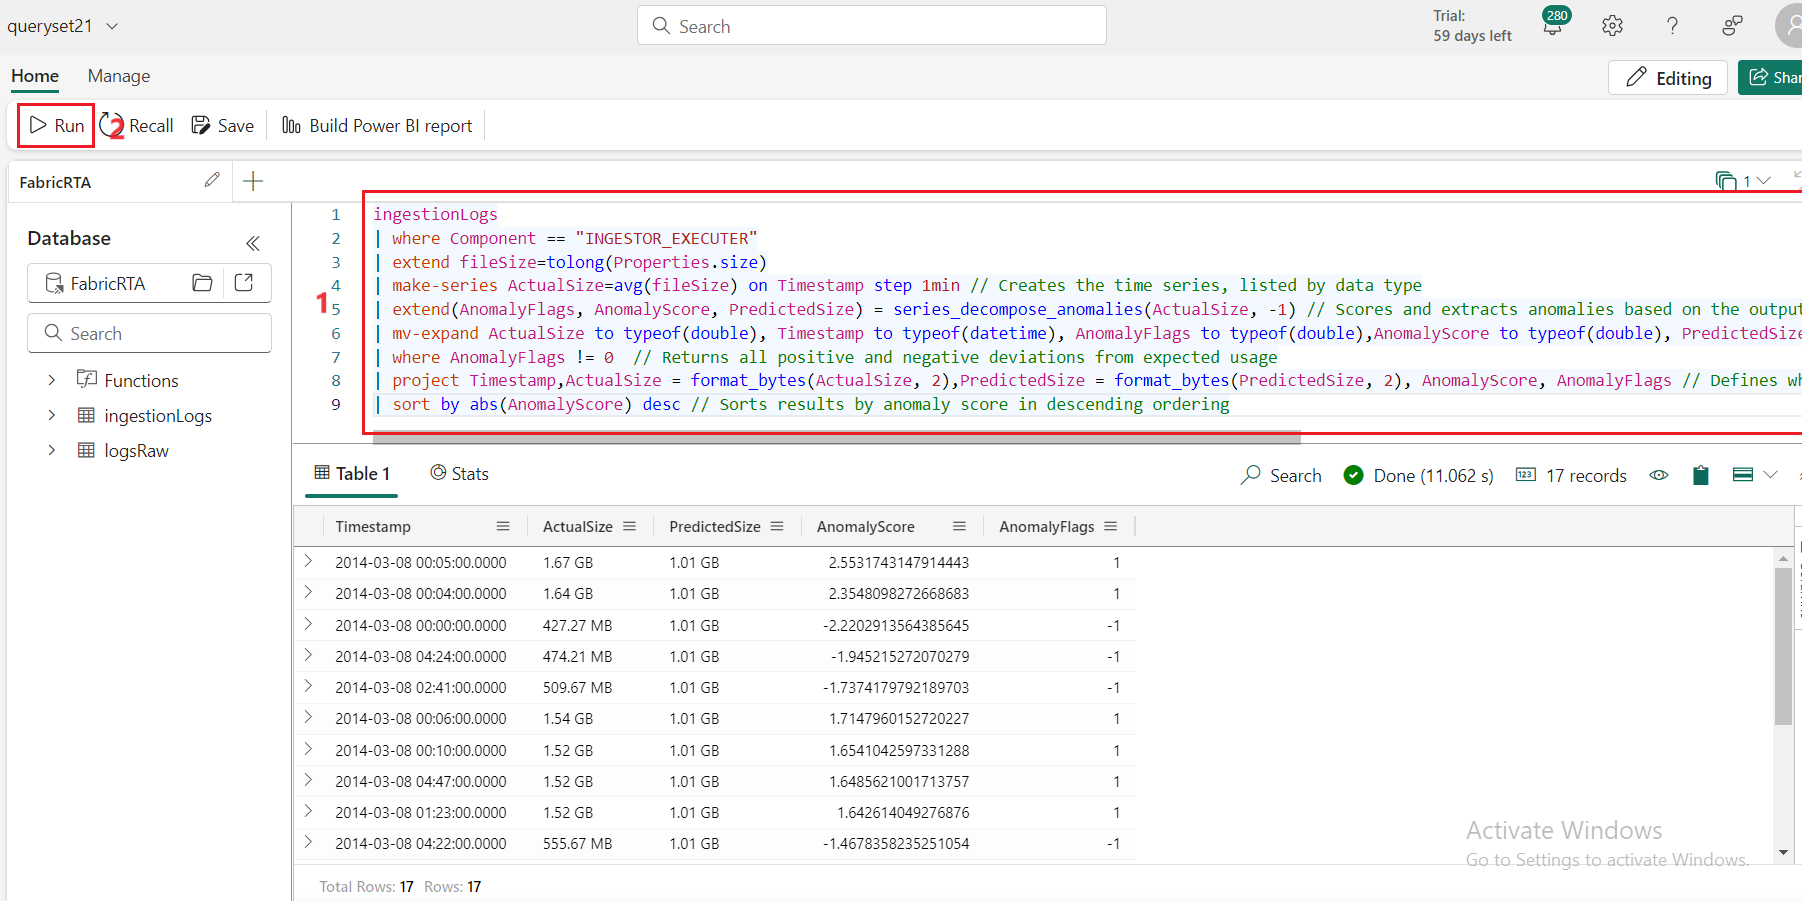 queryset21
Search
Trial:
59 days left
280
Home
Manage
Editing
Shar
Run
2
Recall
Save
Build Power BI report
FabricRTA
1
Database
FabricRTA
Search
Functions
ingestionLogs
logsRaw
1
1 ingestionLogs
2 | where Component == "INGESTOR_EXECUTER"
3 | extend fileSize=tolong(Properties.size)
4 | make-series ActualSize=avg(fileSize) on Timestamp step 1min // Creates the time series, listed by data type
5 | extend(AnomalyFlags, AnomalyScore, PredictedSize) = series_decompose_anomalies(ActualSize, -1) // Scores and extracts anomalies based on the output
6 | mv-expand ActualSize to typeof(double), Timestamp to typeof(datetime), AnomalyFlags to typeof(double),AnomalyScore to typeof(double), PredictedSize
7 | where AnomalyFlags != 0  // Returns all positive and negative deviations from expected usage
8 | project Timestamp,ActualSize = format_bytes(ActualSize, 2),PredictedSize = format_bytes(PredictedSize, 2), AnomalyScore, AnomalyFlags // Defines wh
9 | sort by abs(AnomalyScore) desc // Sorts results by anomaly score in descending ordering
Table 1
Stats
Search
Done (11.062 s)
123
17 records
Timestamp ActualSize PredictedSize AnomalyScore AnomalyFlags
2014-03-08 00:05:00.0000 1.67 GB 1.01 GB 2.5531743147914443 1
2014-03-08 00:04:00.0000 1.64 GB 1.01 GB 2.3548098272668683 1
2014-03-08 00:00:00.0000 427.27 MB 1.01 GB -2.2202913564385645 -1
2014-03-08 04:24:00.0000 474.21 MB 1.01 GB -1.945215272070279 -1
2014-03-08 02:41:00.0000 509.67 MB 1.01 GB -1.7374179792189703 -1
2014-03-08 00:06:00.0000 1.54 GB 1.01 GB 1.7147960152720227 1
2014-03-08 00:10:00.0000 1.52 GB 1.01 GB 1.6541042597331288 1
2014-03-08 04:47:00.0000 1.52 GB 1.01 GB 1.6485621001713757 1
2014-03-08 01:23:00.0000 1.52 GB 1.01 GB 1.642614049276876 1
2014-03-08 04:22:00.0000 555.67 MB 1.01 GB -1.4678358235251054 -1
Activate Windows
Go to Settings to activate Windows.
Total Rows: 17 Rows: 17